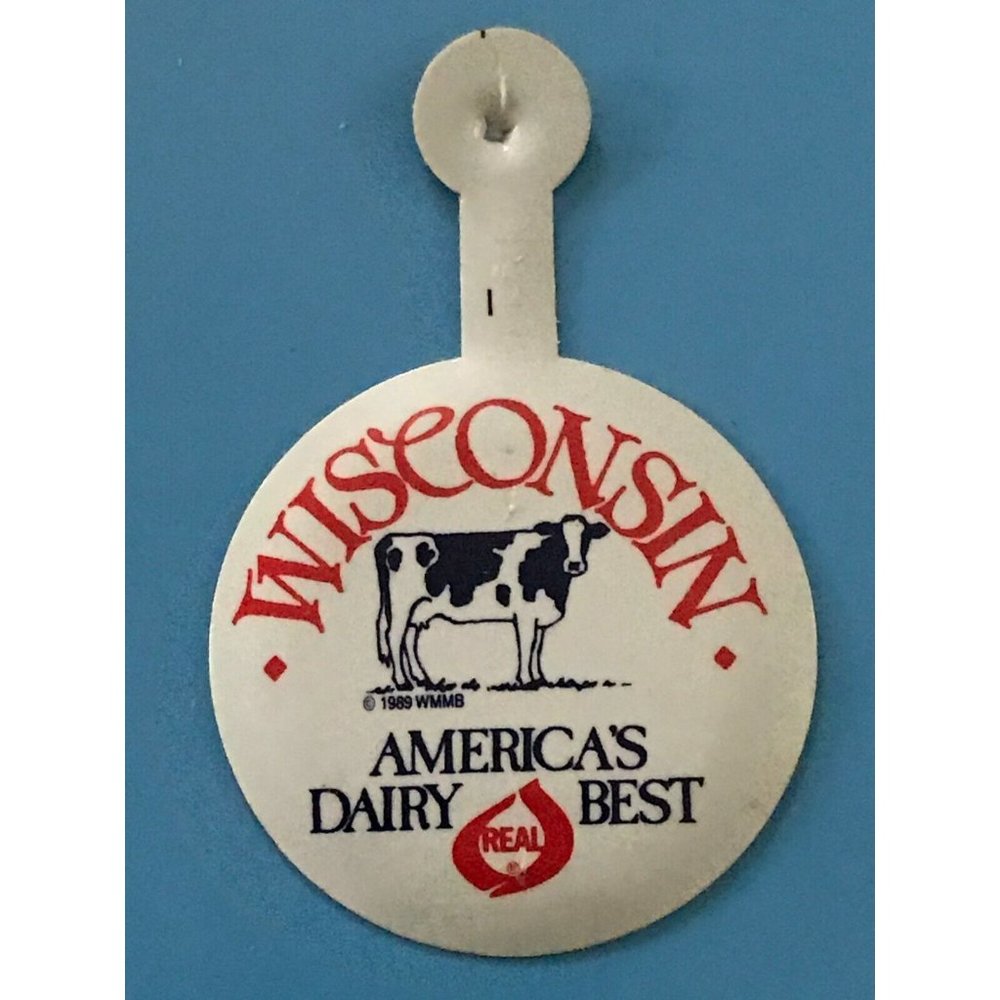 WISCONSIN
© 1989 WMMB
AMERICA'S
DAIRY BEST
REAL
®